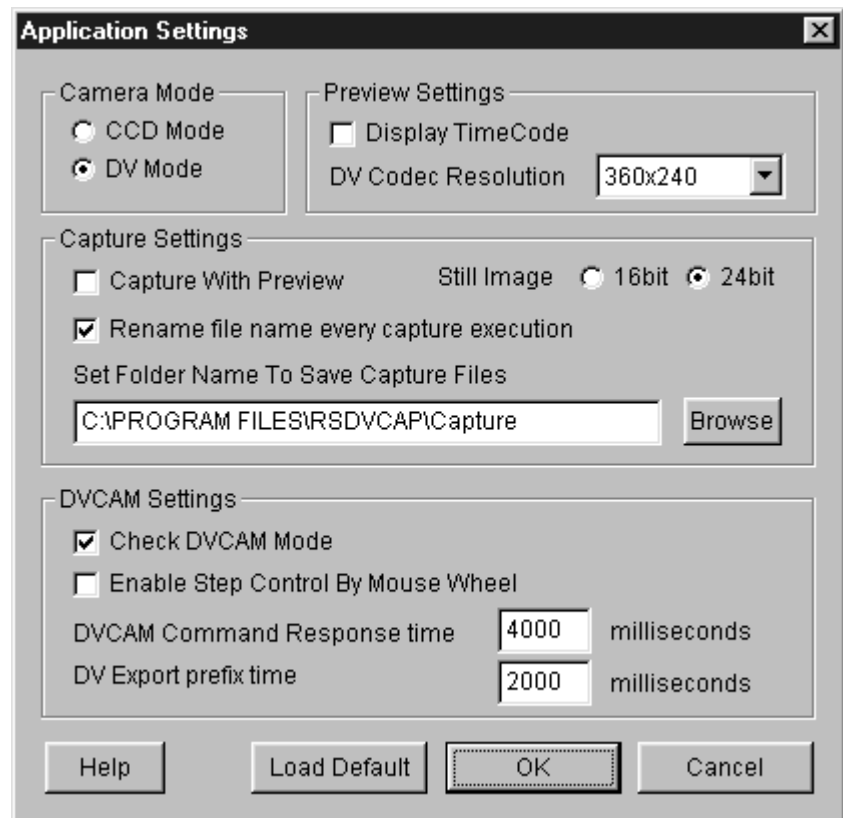 Application Settings
Camera Mode
CCD Mode
DV Mode
Preview Settings
Display TimeCode
DV Codec Resolution 360x240
Capture Settings
Capture With Preview Still Image 16bit 24bit
Rename file name every capture execution
Set Folder Name To Save Capture Files
C:\PROGRAM FILES\RSDVCAP\Capture Browse
DVCAM Settings
Check DVCAM Mode
Enable Step Control By Mouse Wheel
DVCAM Command Response time 4000 milliseconds
DV Export prefix time 2000 milliseconds
Help Load Default OK Cancel